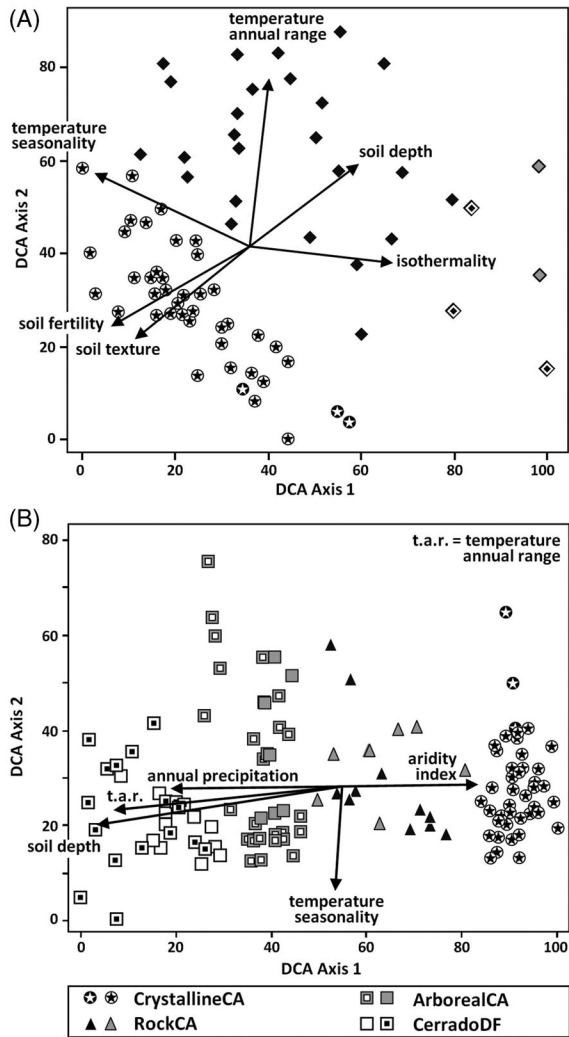 (A)
temperature
annual range
80
temperature
seasonality
60
soil depth
DCA Axis 2
40
isothermality
soil fertility
soil texture
20
0
0 20 40 60 80 100
DCA Axis 1
(B)
80
t.a.r. = temperature
annual range
60
DCA Axis 2
40
annual precipitation
aridity
index
t.a.r.
20
soil depth
temperature
seasonality
0
0 20 40 60 80 100
DCA Axis 1
CrystallineCA
ArborealCA
RockCA
CerradoDF